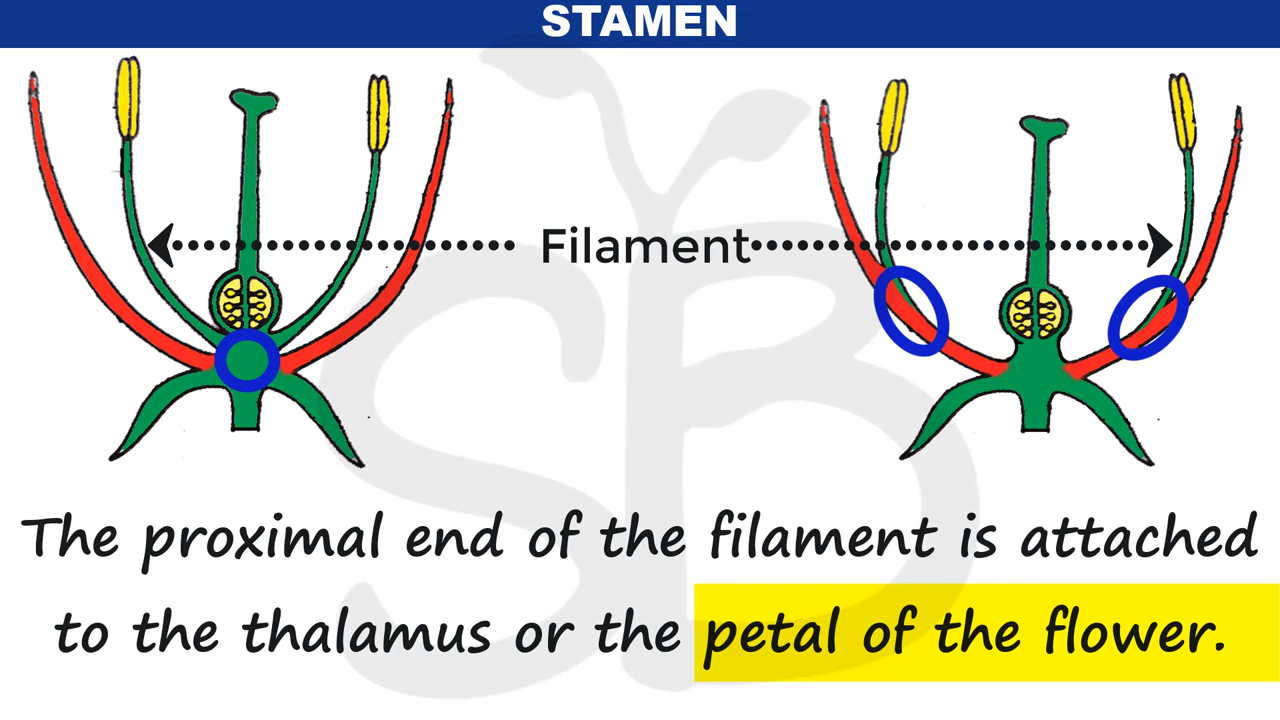 STAMEN
Filament
The proximal end of the filament is attached
to the thalamus or the petal of the flower.
SB